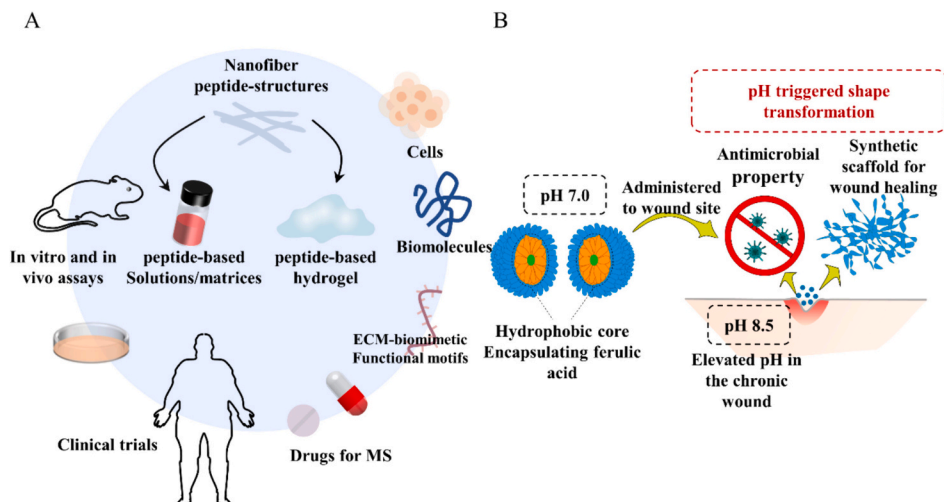 A
Nanofiber
peptide-structures
Cells
Biomolecules
In vitro and in
vivo assays
peptide-based
Solutions/matrices
peptide-based
hydrogel
ECM-biomimetic
Functional motifs
Clinical trials
Drugs for MS
B
pH triggered shape
transformation
Antimicrobial
property
Synthetic
scaffold for
wound healing
pH 7.0
Administered
to wound site
Hydrophobic core
Encapsulating ferulic
acid
pH 8.5
Elevated pH in
the chronic
wound